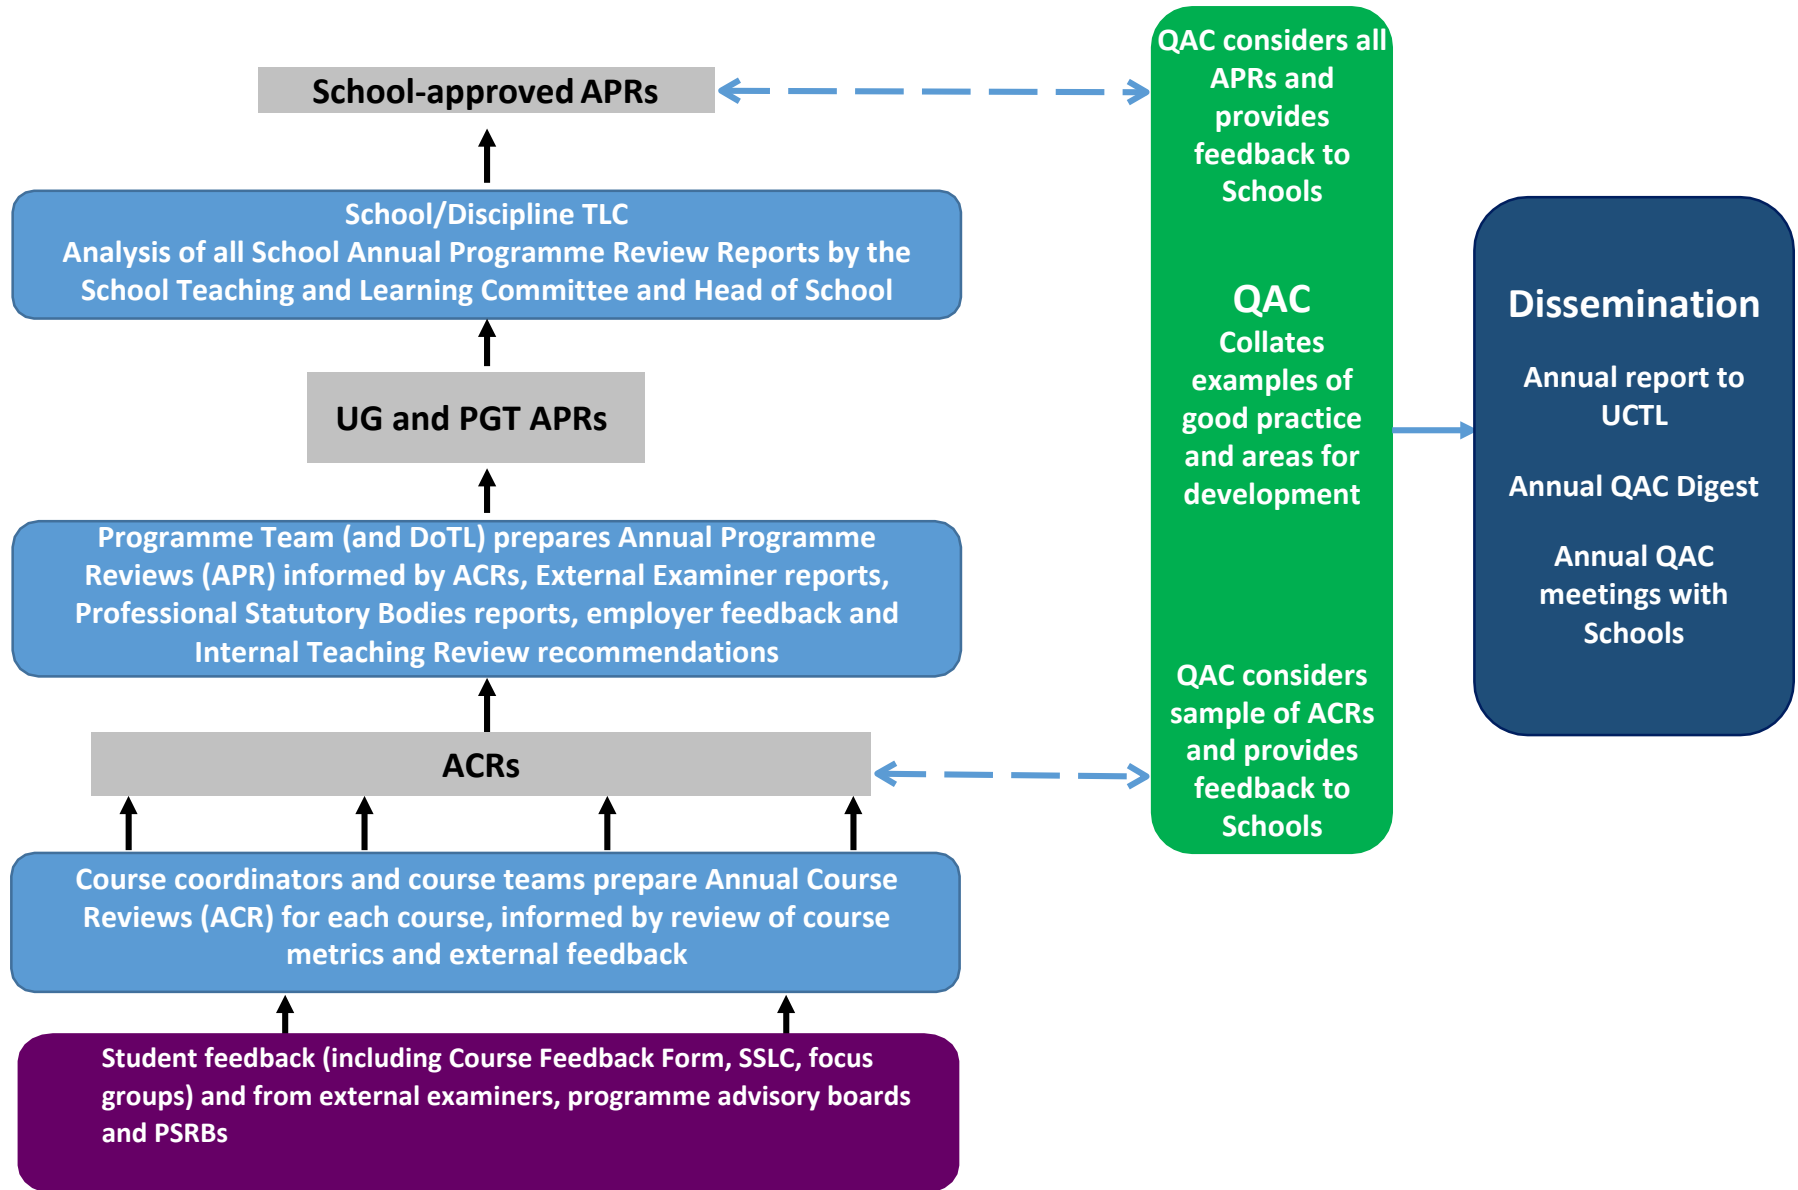 School-approved APRs
School/Discipline TLC
Analysis of all School Annual Programme Review Reports by the
School Teaching and Learning Committee and Head of School
UG and PGT APRs
Programme Team (and DoTL) prepares Annual Programme
Reviews (APR) informed by ACRs, External Examiner reports,
Professional Statutory Bodies reports, employer feedback and
Internal Teaching Review recommendations
ACRs
Course coordinators and course teams prepare Annual Course
Reviews (ACR) for each course, informed by review of course
metrics and external feedback
Student feedback (including Course Feedback Form, SSLC, focus
groups) and from external examiners, programme advisory boards
and PSRBs
QAC considers all
APRs and
provides
feedback to
Schools
QAC
Collates
examples of
good practice
and areas for
development
QAC considers
sample of ACRs
and provides
feedback to
Schools
Dissemination
Annual report to
UCTL
Annual QAC Digest
Annual QAC
meetings with
Schools